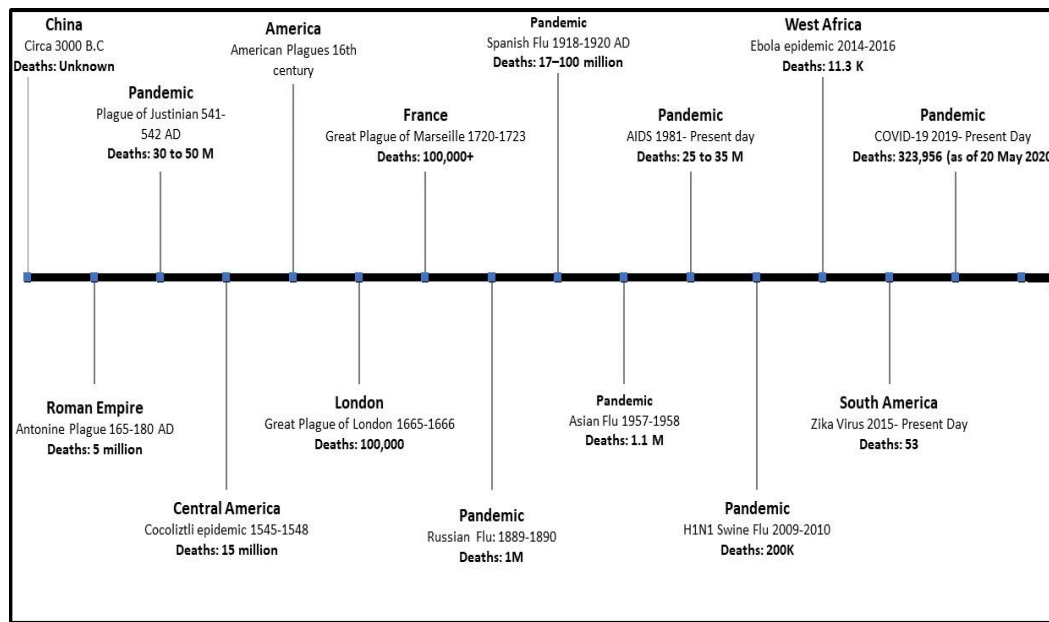 China
Circa 3000 B.C
Deaths: Unknown
Roman Empire
Antonine Plague 165-180 AD
Deaths: 5 million
Pandemic
Plague of Justinian 541-
542 AD
Deaths: 30 to 50 M
Central America
Cocoliztli epidemic 1545-1548
Deaths: 15 million
America
American Plagues 16th
century
London
Great Plague of London 1665-1666
Deaths: 100,000
France
Great Plague of Marseille 1720-1723
Deaths: 100,000+
Pandemic
Russian Flu: 1889-1890
Deaths: 1M
Pandemic
Spanish Flu 1918-1920 AD
Deaths: 17–100 million
Pandemic
Asian Flu 1957-1958
Deaths: 1.1 M
Pandemic
AIDS 1981- Present day
Deaths: 25 to 35 M
Pandemic
H1N1 Swine Flu 2009-2010
Deaths: 200K
West Africa
Ebola epidemic 2014-2016
Deaths: 11.3 K
South America
Zika Virus 2015- Present Day
Deaths: 53
Pandemic
COVID-19 2019- Present Day
Deaths: 323,956 (as of 20 May 2020